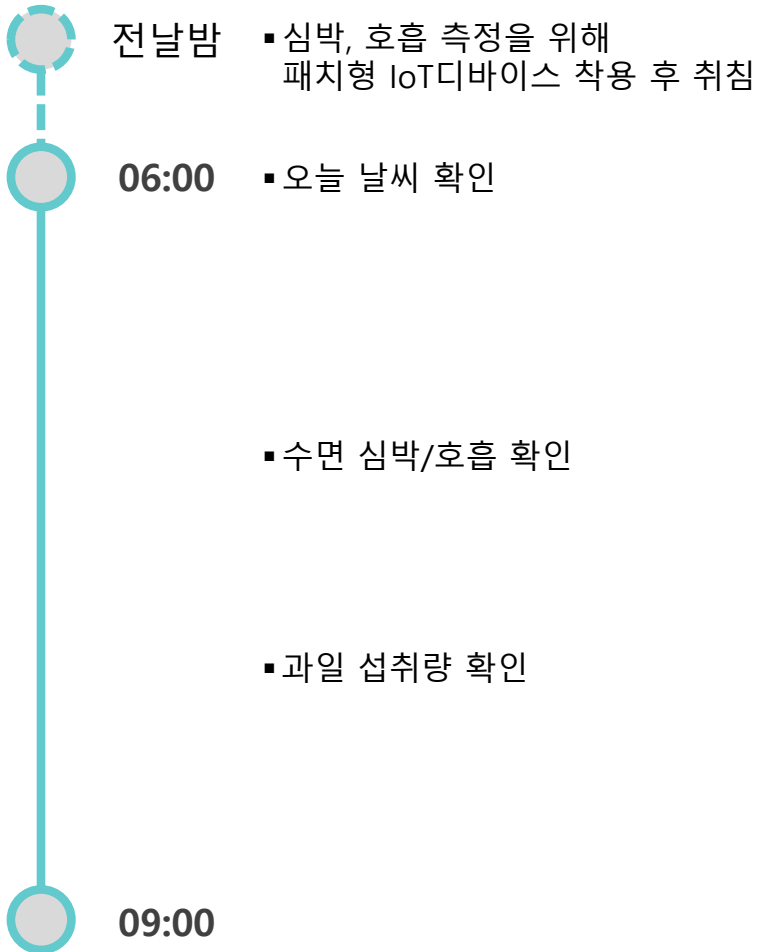 전날밤 ▪심박, 호흡 측정을 위해
패치형 IoT디바이스 착용 후 취침
06:00 ▪오늘 날씨 확인
▪수면 심박/호흡 확인
▪과일 섭취량 확인
09:00